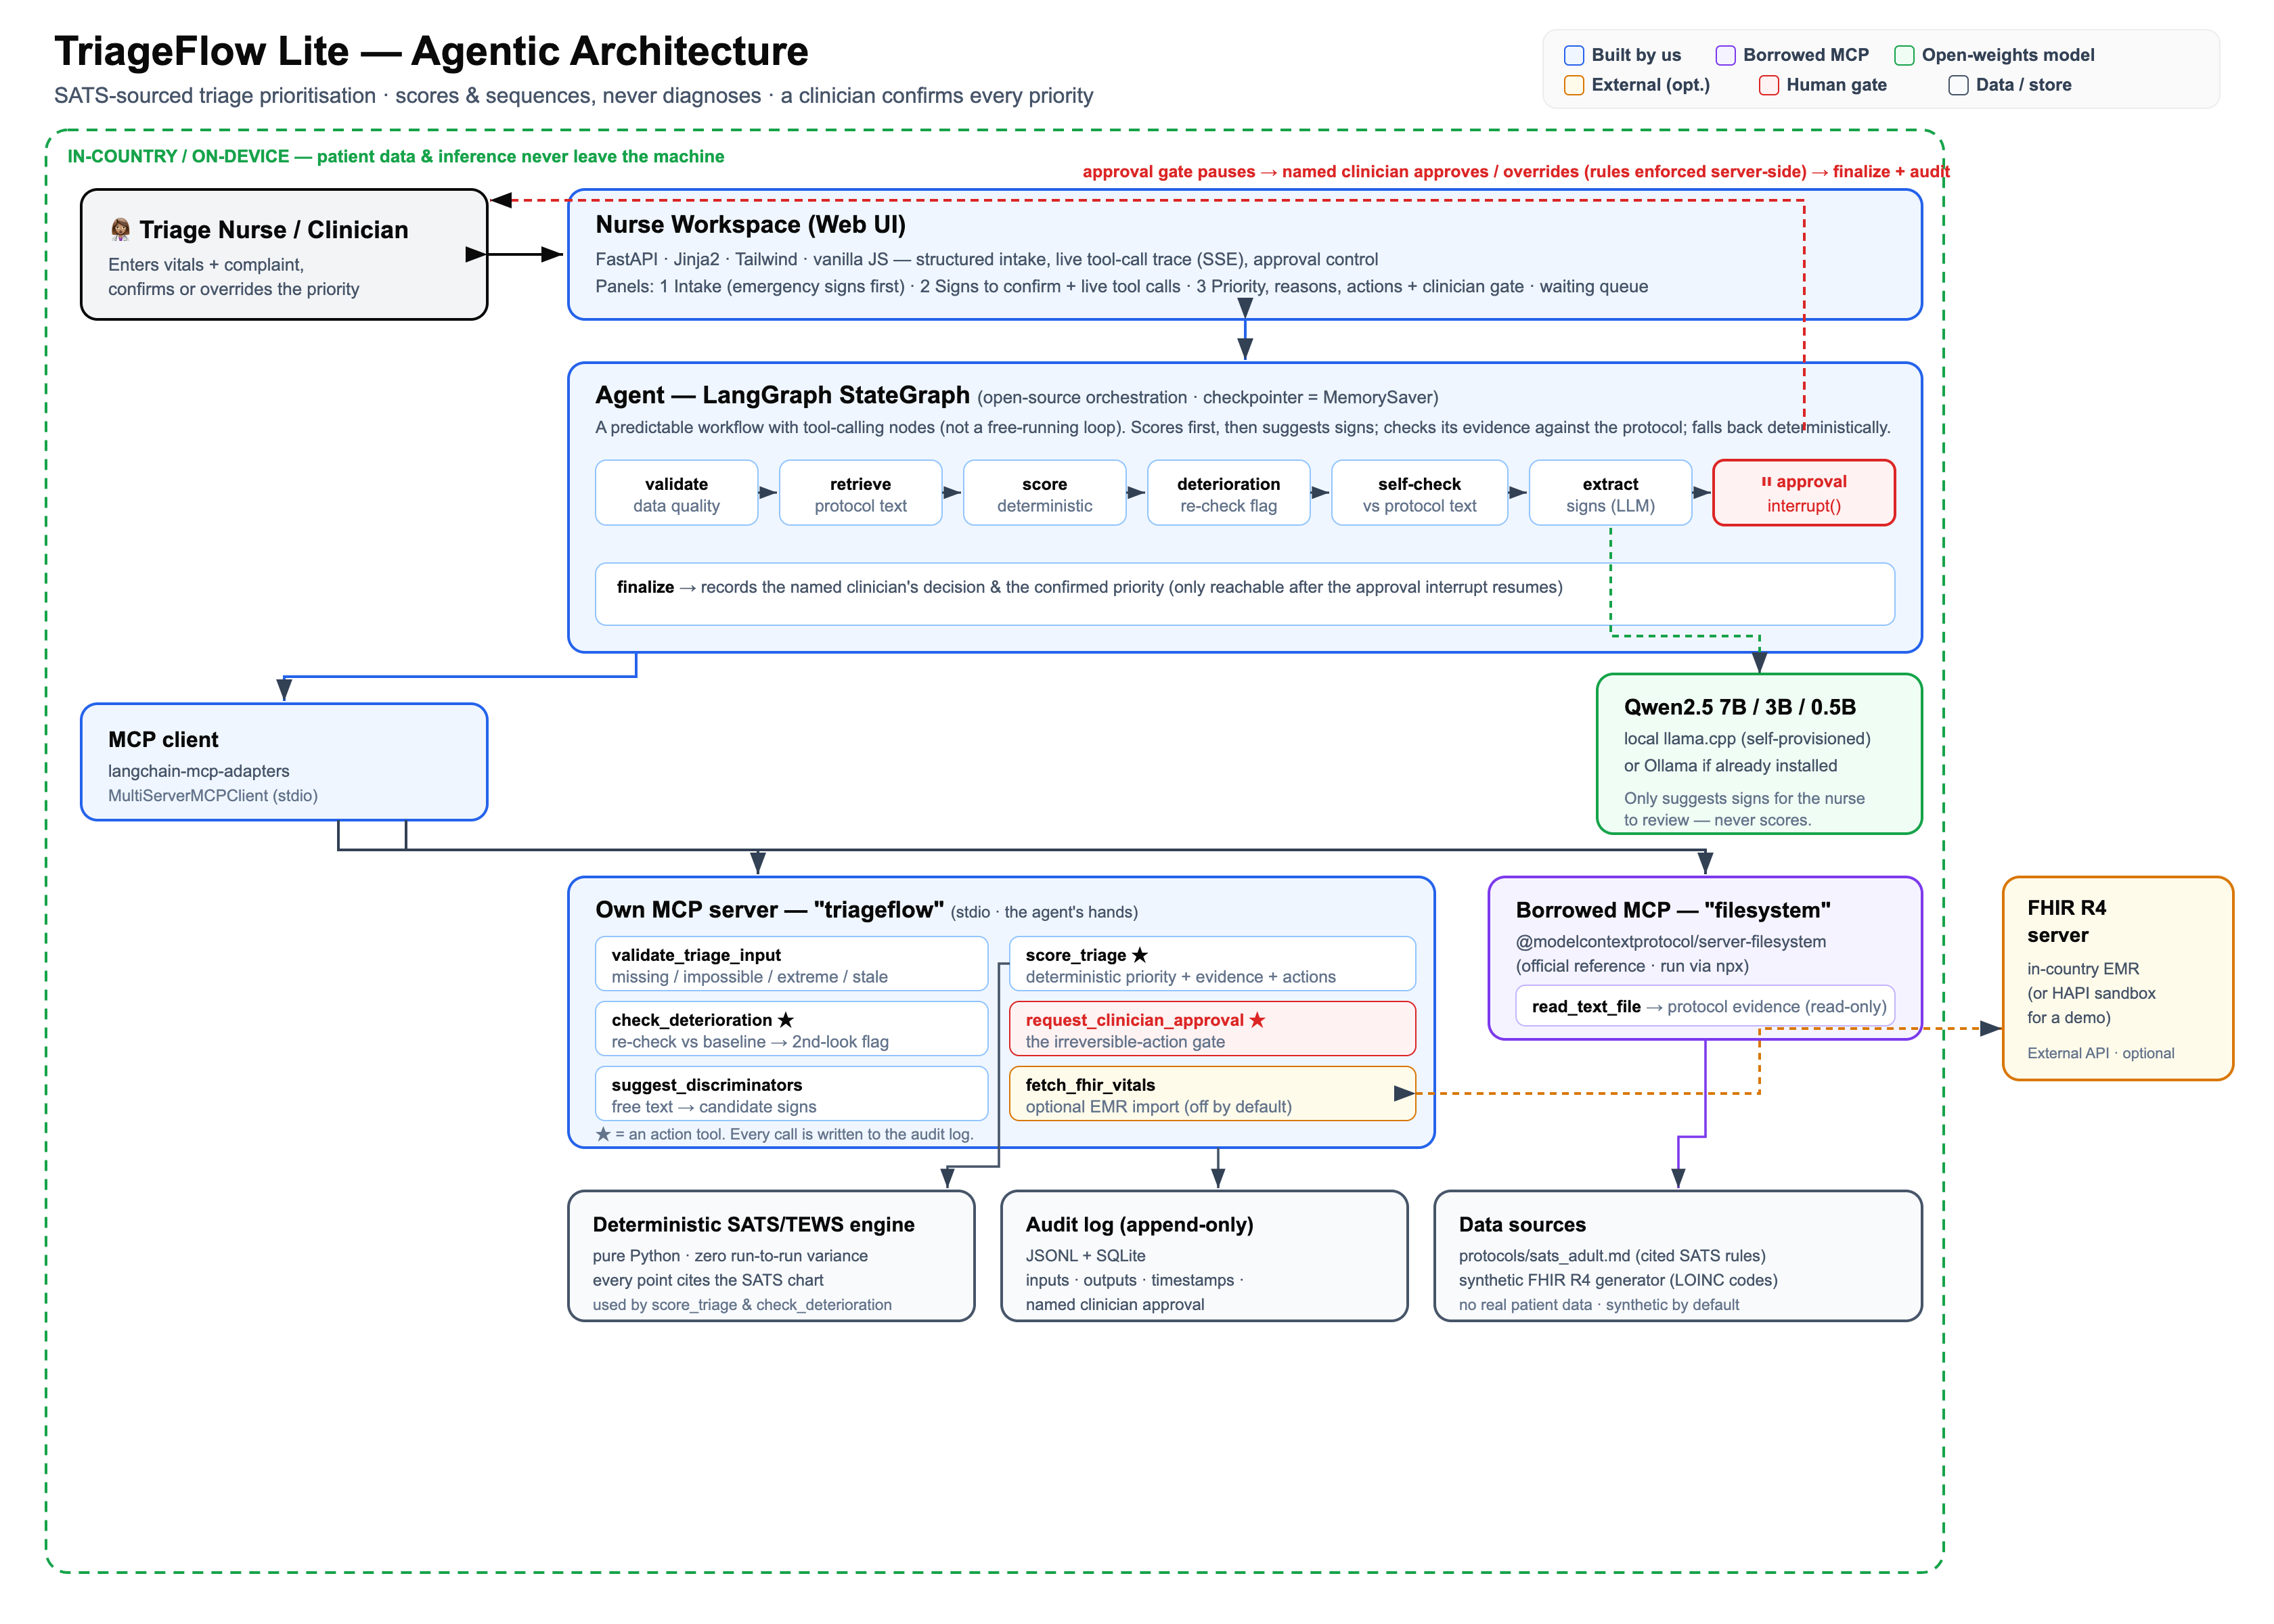 TriageFlow Lite — Agentic Architecture
SATS-sourced triage prioritisation · scores & sequences, never diagnoses · a clinician confirms every priority
Built by us
Borrowed MCP
Open-weights model
External (opt.)
Human gate
Data / store
IN-COUNTRY / ON-DEVICE — patient data & inference never leave the machine
approval gate pauses → named clinician approves / overrides (rules enforced server-side) → finalize + audit
👩🏽‍⚕️ Triage Nurse / Clinician
Enters vitals + complaint,
confirms or overrides the priority
Nurse Workspace (Web UI)
FastAPI · Jinja2 · Tailwind · vanilla JS — structured intake, live tool-call trace (SSE), approval control
Panels: 1 Intake (emergency signs first) · 2 Signs to confirm + live tool calls · 3 Priority, reasons, actions + clinician gate · waiting queue
Agent — LangGraph StateGraph (open-source orchestration · checkpointer = MemorySaver)
A predictable workflow with tool-calling nodes (not a free-running loop). Scores first, then suggests signs; checks its evidence against the protocol; falls back deterministically.
validate
data quality
retrieve
protocol text
score
deterministic
deterioration
re-check flag
self-check
vs protocol text
extract
signs (LLM)
⏸ approval
interrupt()
finalize → records the named clinician's decision & the confirmed priority (only reachable after the approval interrupt resumes)
MCP client
langchain-mcp-adapters
MultiServerMCPClient (stdio)
Qwen2.5 7B / 3B / 0.5B
local llama.cpp (self-provisioned)
or Ollama if already installed
Only suggests signs for the nurse
to review — never scores.
Own MCP server — "triageflow" (stdio · the agent's hands)
validate_triage_input
missing / impossible / extreme / stale
score_triage ★
deterministic priority + evidence + actions
check_deterioration ★
re-check vs baseline → 2nd-look flag
request_clinician_approval ★
the irreversible-action gate
suggest_discriminators
free text → candidate signs
fetch_fhir_vitals
optional EMR import (off by default)
★ = an action tool. Every call is written to the audit log.
Borrowed MCP — "filesystem"
@modelcontextprotocol/server-filesystem
(official reference · run via npx)
read_text_file → protocol evidence (read-only)
FHIR R4
server
in-country EMR
(or HAPI sandbox
for a demo)
External API · optional
Deterministic SATS/TEWS engine
pure Python · zero run-to-run variance
every point cites the SATS chart
used by score_triage & check_deterioration
Audit log (append-only)
JSONL + SQLite
inputs · outputs · timestamps ·
named clinician approval
Data sources
protocols/sats_adult.md (cited SATS rules)
synthetic FHIR R4 generator (LOINC codes)
no real patient data · synthetic by default